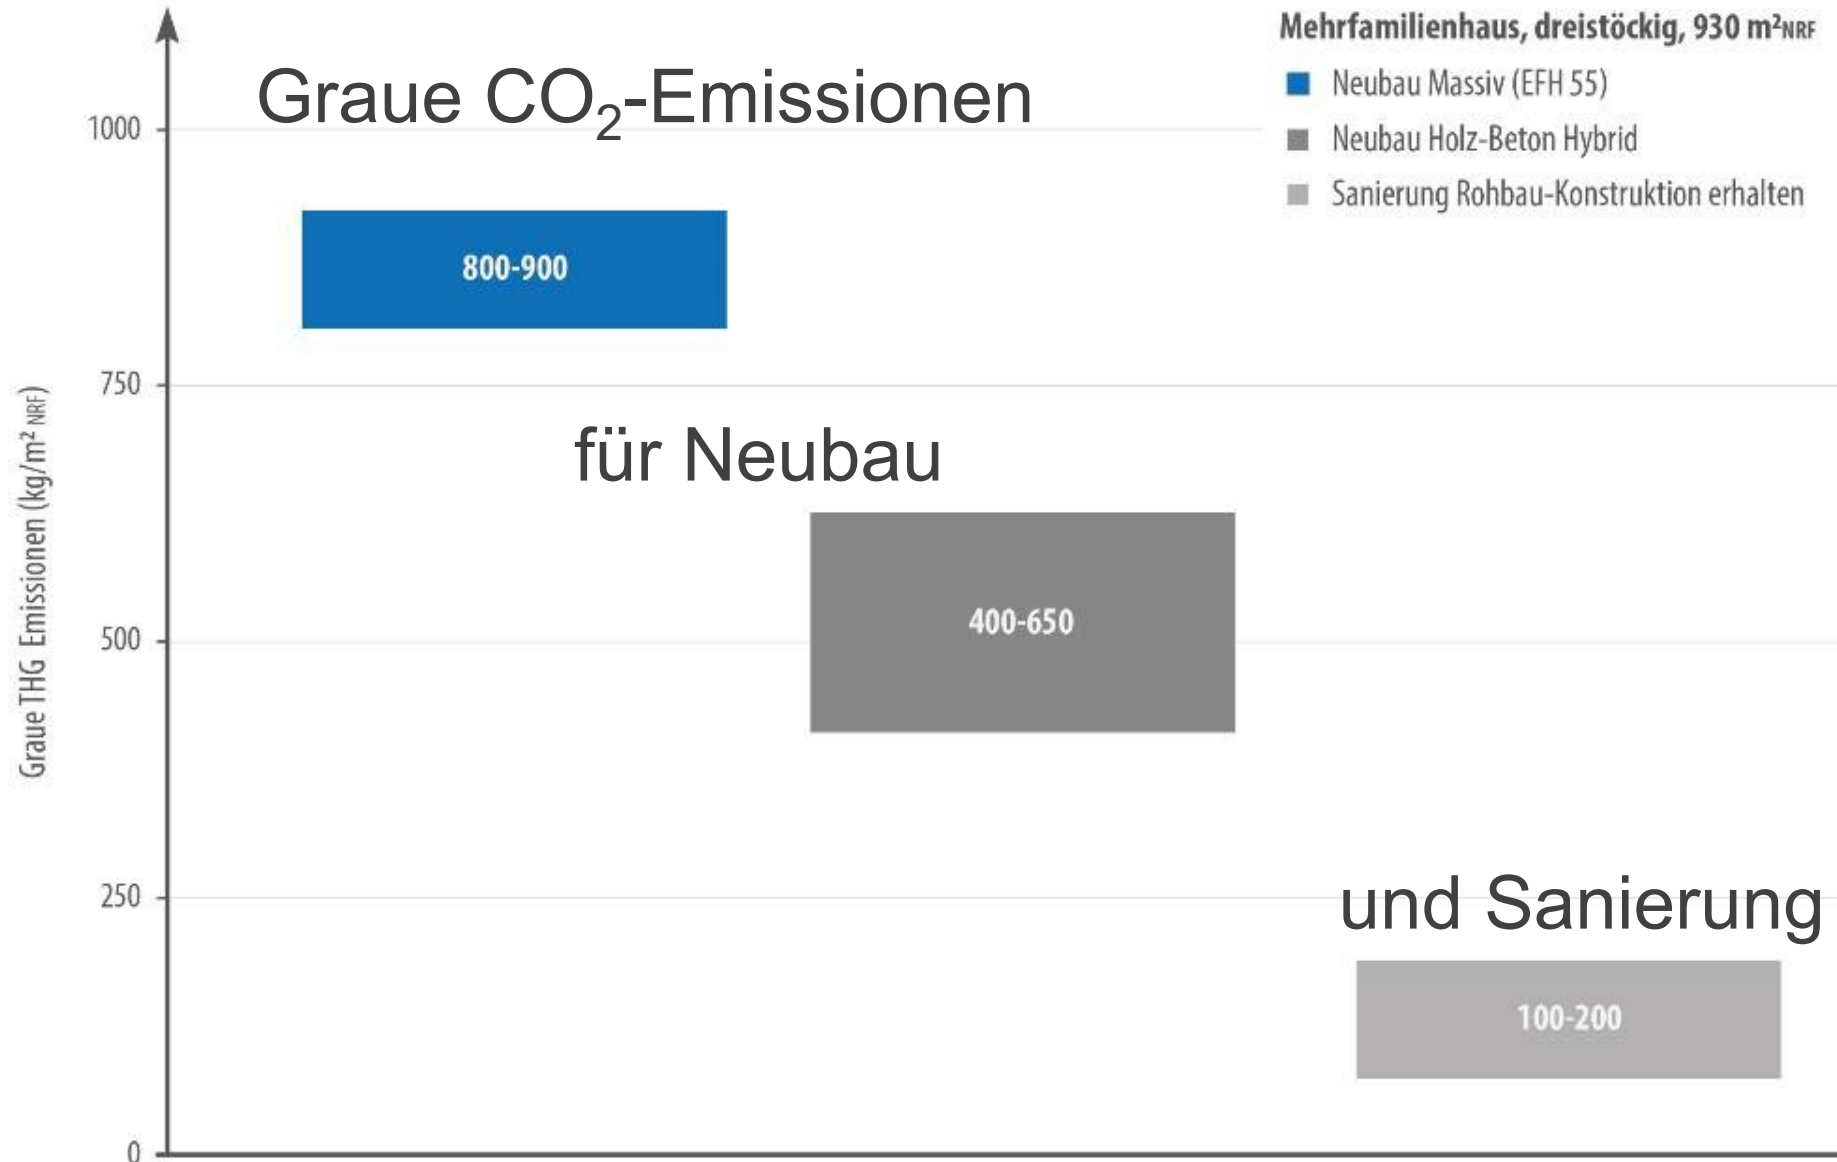 Graue CO₂-Emissionen
Mehrfamilienhaus, dreistöckig, 930 m²NRF
Neubau Massiv (EFH 55)
Neubau Holz-Beton Hybrid
Sanierung Rohbau-Konstruktion erhalten
1000
800-900
750
für Neubau
400-650
500
250
und Sanierung
100-200
0
Graue THG Emissionen (kg/m² NRF)